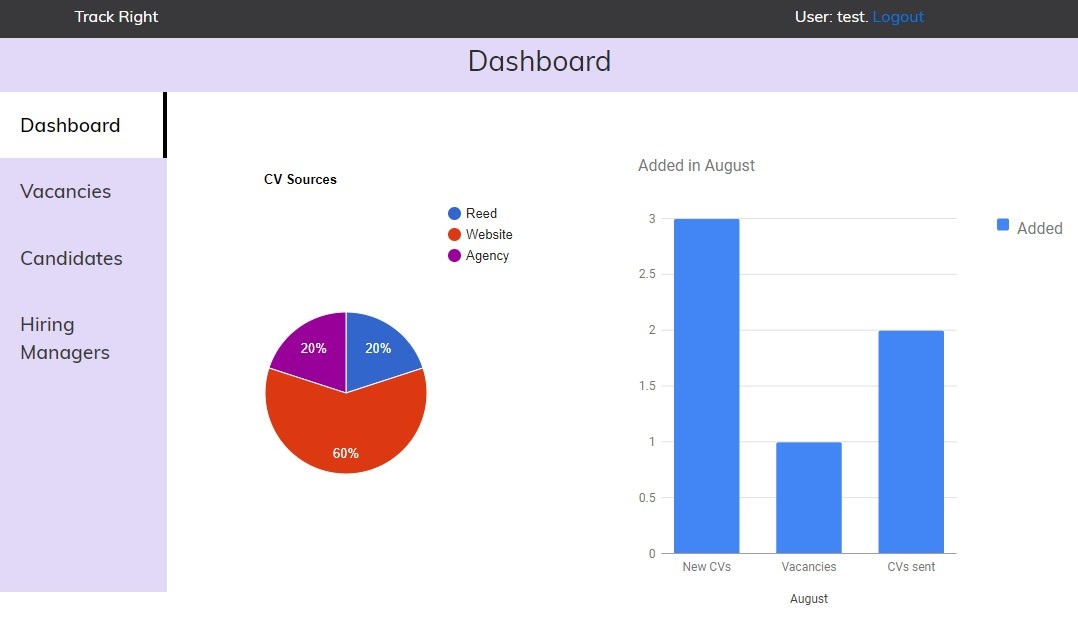 Track Right
User: test. Logout
Dashboard
Dashboard
Vacancies
Candidates
Hiring
Managers
CV Sources
Reed
Website
Agency
20%
20%
60%
Added in August
Added
3
2.5
2
1.5
1
0.5
0
New CVs
Vacancies
CVs sent
August